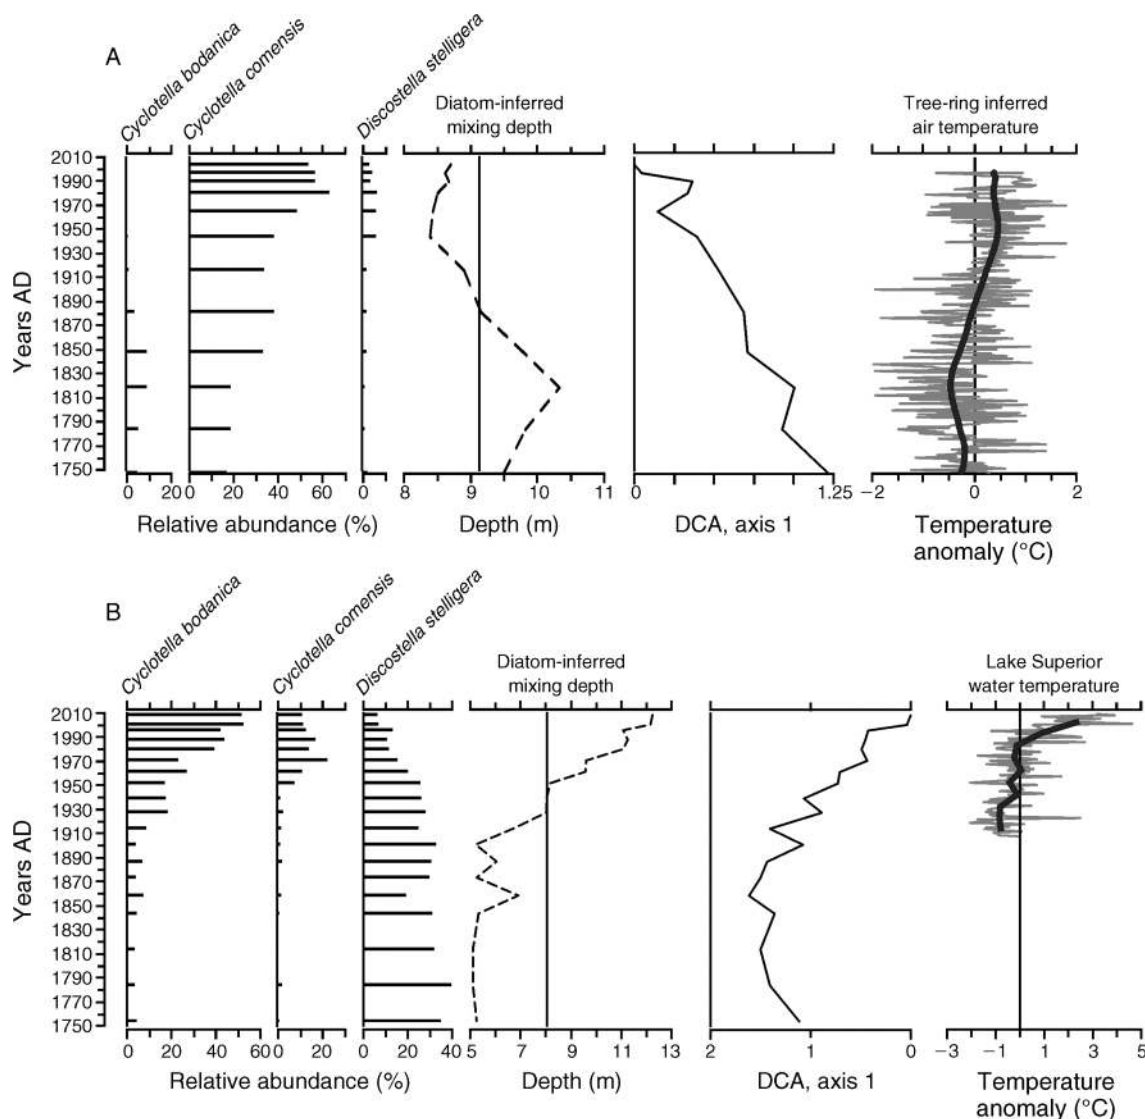 A
Cyclotella bodanica
Cyclotella comensis
Discostella stelligera
Diatom-inferred
mixing depth
Tree-ring inferred
air temperature
Years AD
2010
1990
1970
1950
1930
1910
1890
1870
1850
1830
1810
1790
1770
1750
0 20
0 20 40 60
0 20
8 9 10 11
0 1.25
−2 0 2
Relative abundance (%)
Depth (m)
DCA, axis 1
Temperature
anomaly (°C)
B
Cyclotella bodanica
Cyclotella comensis
Discostella stelligera
Diatom-inferred
mixing depth
Lake Superior
water temperature
Years AD
2010
1990
1970
1950
1930
1910
1890
1870
1850
1830
1810
1790
1770
1750
0 20 40 60
0 20
0 20 40
5 7 9 11 13
2 1 0
−3 −1 1 3 5
Relative abundance (%)
Depth (m)
DCA, axis 1
Temperature
anomaly (°C)